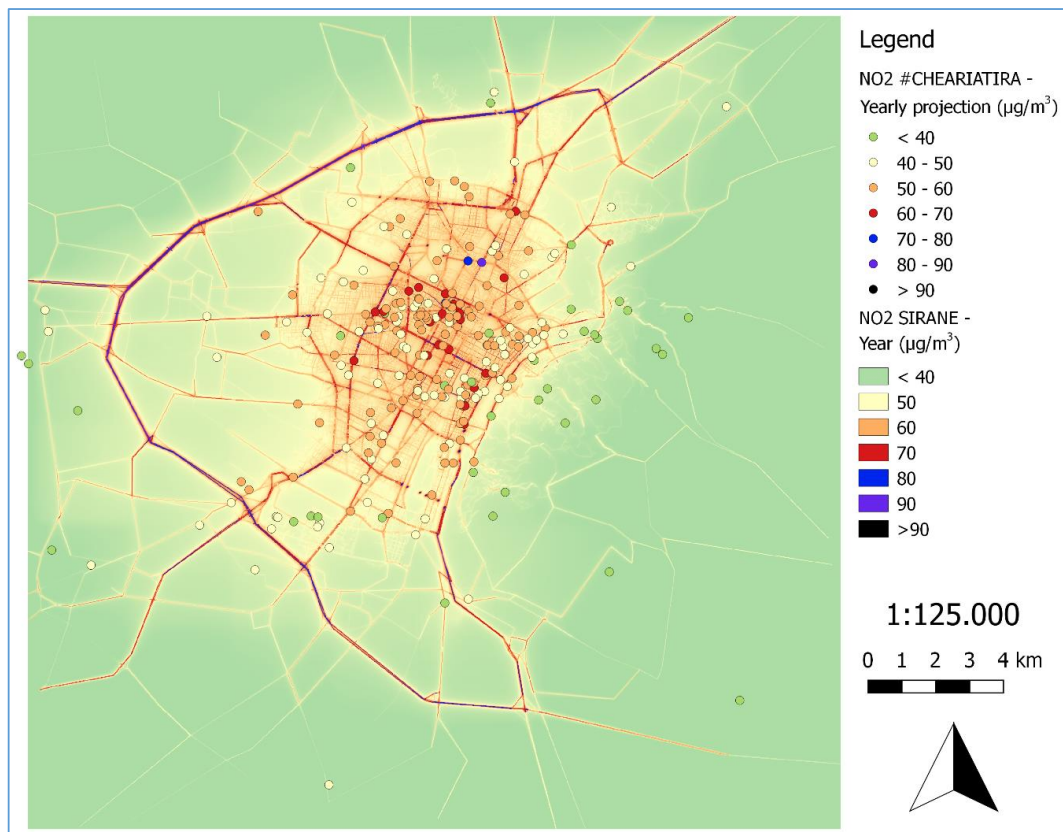 Legend
NO2 #CHEARIATIRA -
Yearly projection (µg/m³)
< 40
40 - 50
50 - 60
60 - 70
70 - 80
80 - 90
> 90
NO2 SIRANE -
Year (µg/m³)
< 40
50
60
70
80
90
>90
1:125.000
0 1 2 3 4 km